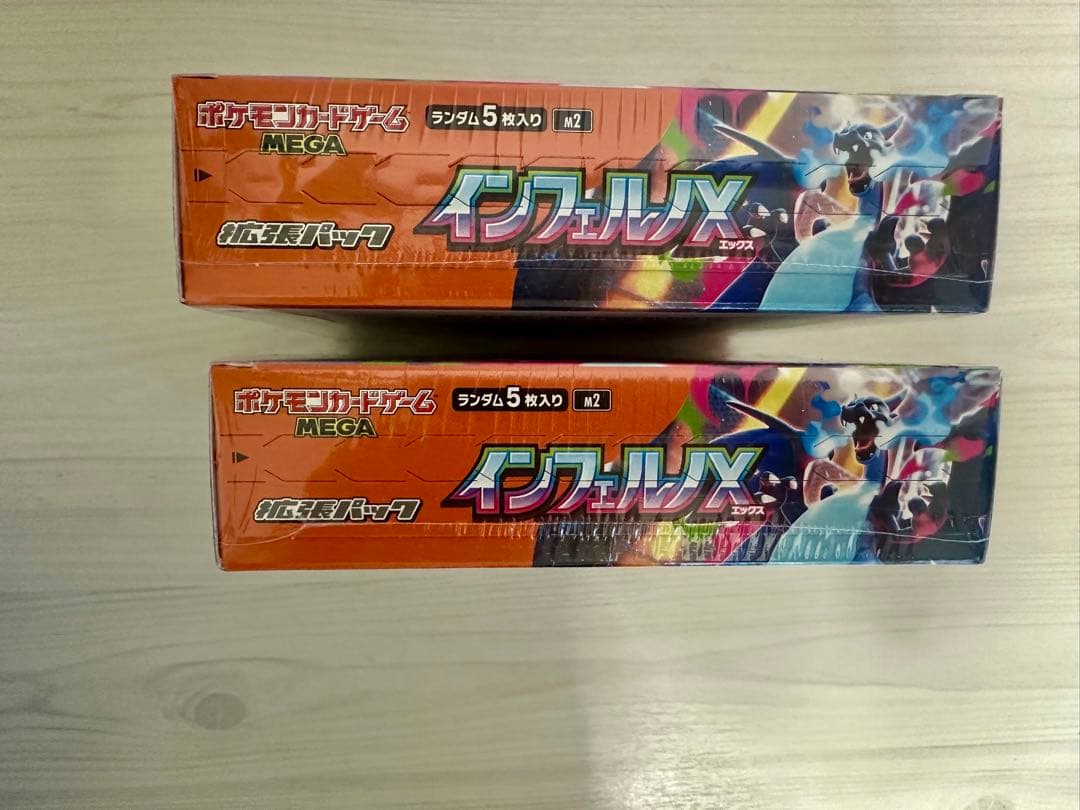 ポケモンカードゲーム
MEGA
ランダム5枚入り M2
拡張パック
インフェルノX
エックス
ポケモンカードゲーム
MEGA
ランダム5枚入り M2
拡張パック
インフェルノX
エックス